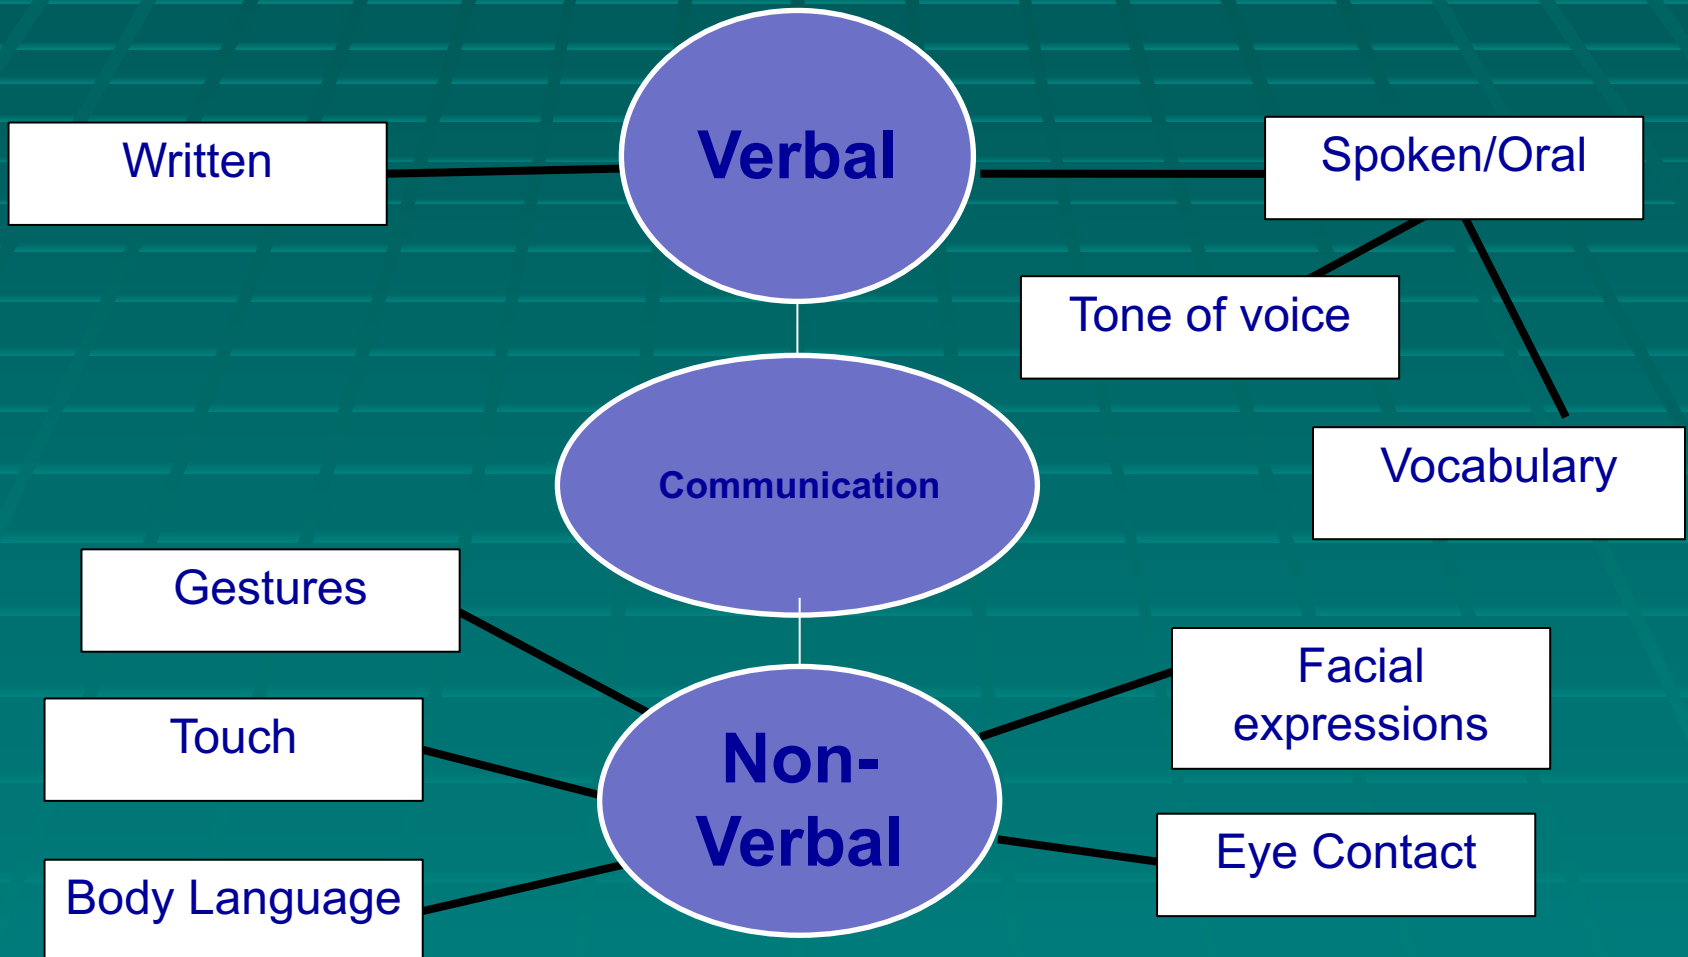 Verbal
Written
Spoken/Oral
Tone of voice
Vocabulary
Communication
Gestures
Touch
Body Language
Non-
Verbal
Facial
expressions
Eye Contact